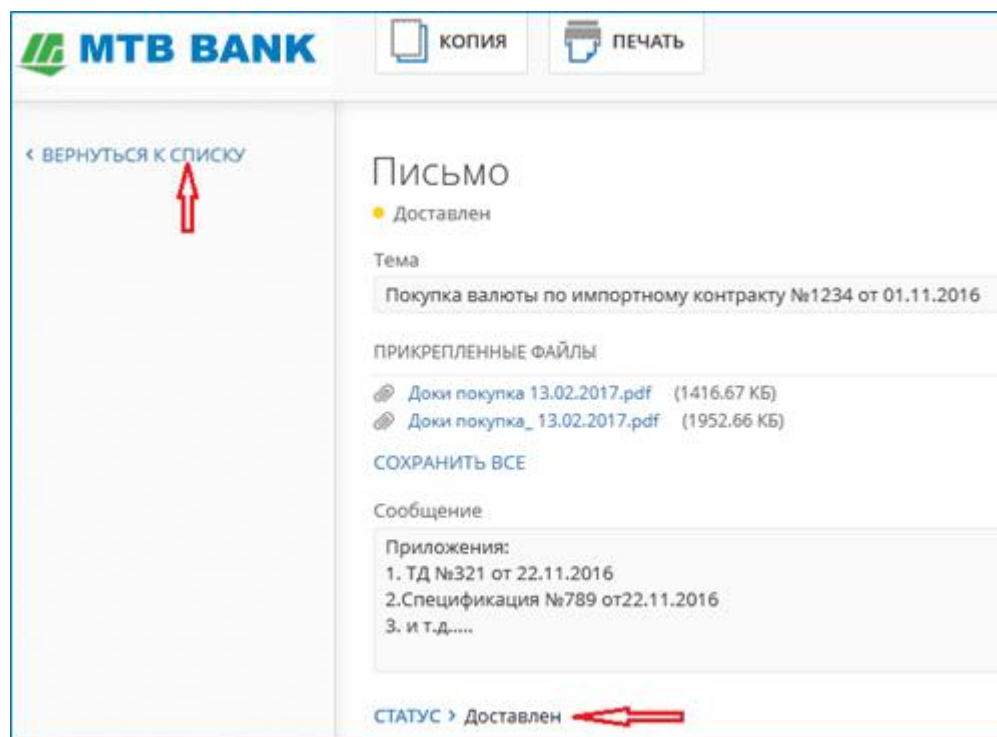 MTB BANK
КОПИЯ
ПЕЧАТЬ
‹ ВЕРНУТЬСЯ К СПИСКУ
Письмо
Доставлен
Тема
Покупка валюты по импортному контракту №1234 от 01.11.2016
ПРИКРЕПЛЕННЫЕ ФАЙЛЫ
Доки покупка 13.02.2017.pdf (1416.67 КБ)
Доки покупка_ 13.02.2017.pdf (1952.66 КБ)
СОХРАНИТЬ ВСЕ
Сообщение
Приложения:
1. ТД №321 от 22.11.2016
2.Спецификация №789 от22.11.2016
3. и т.д.....
СТАТУС › Доставлен